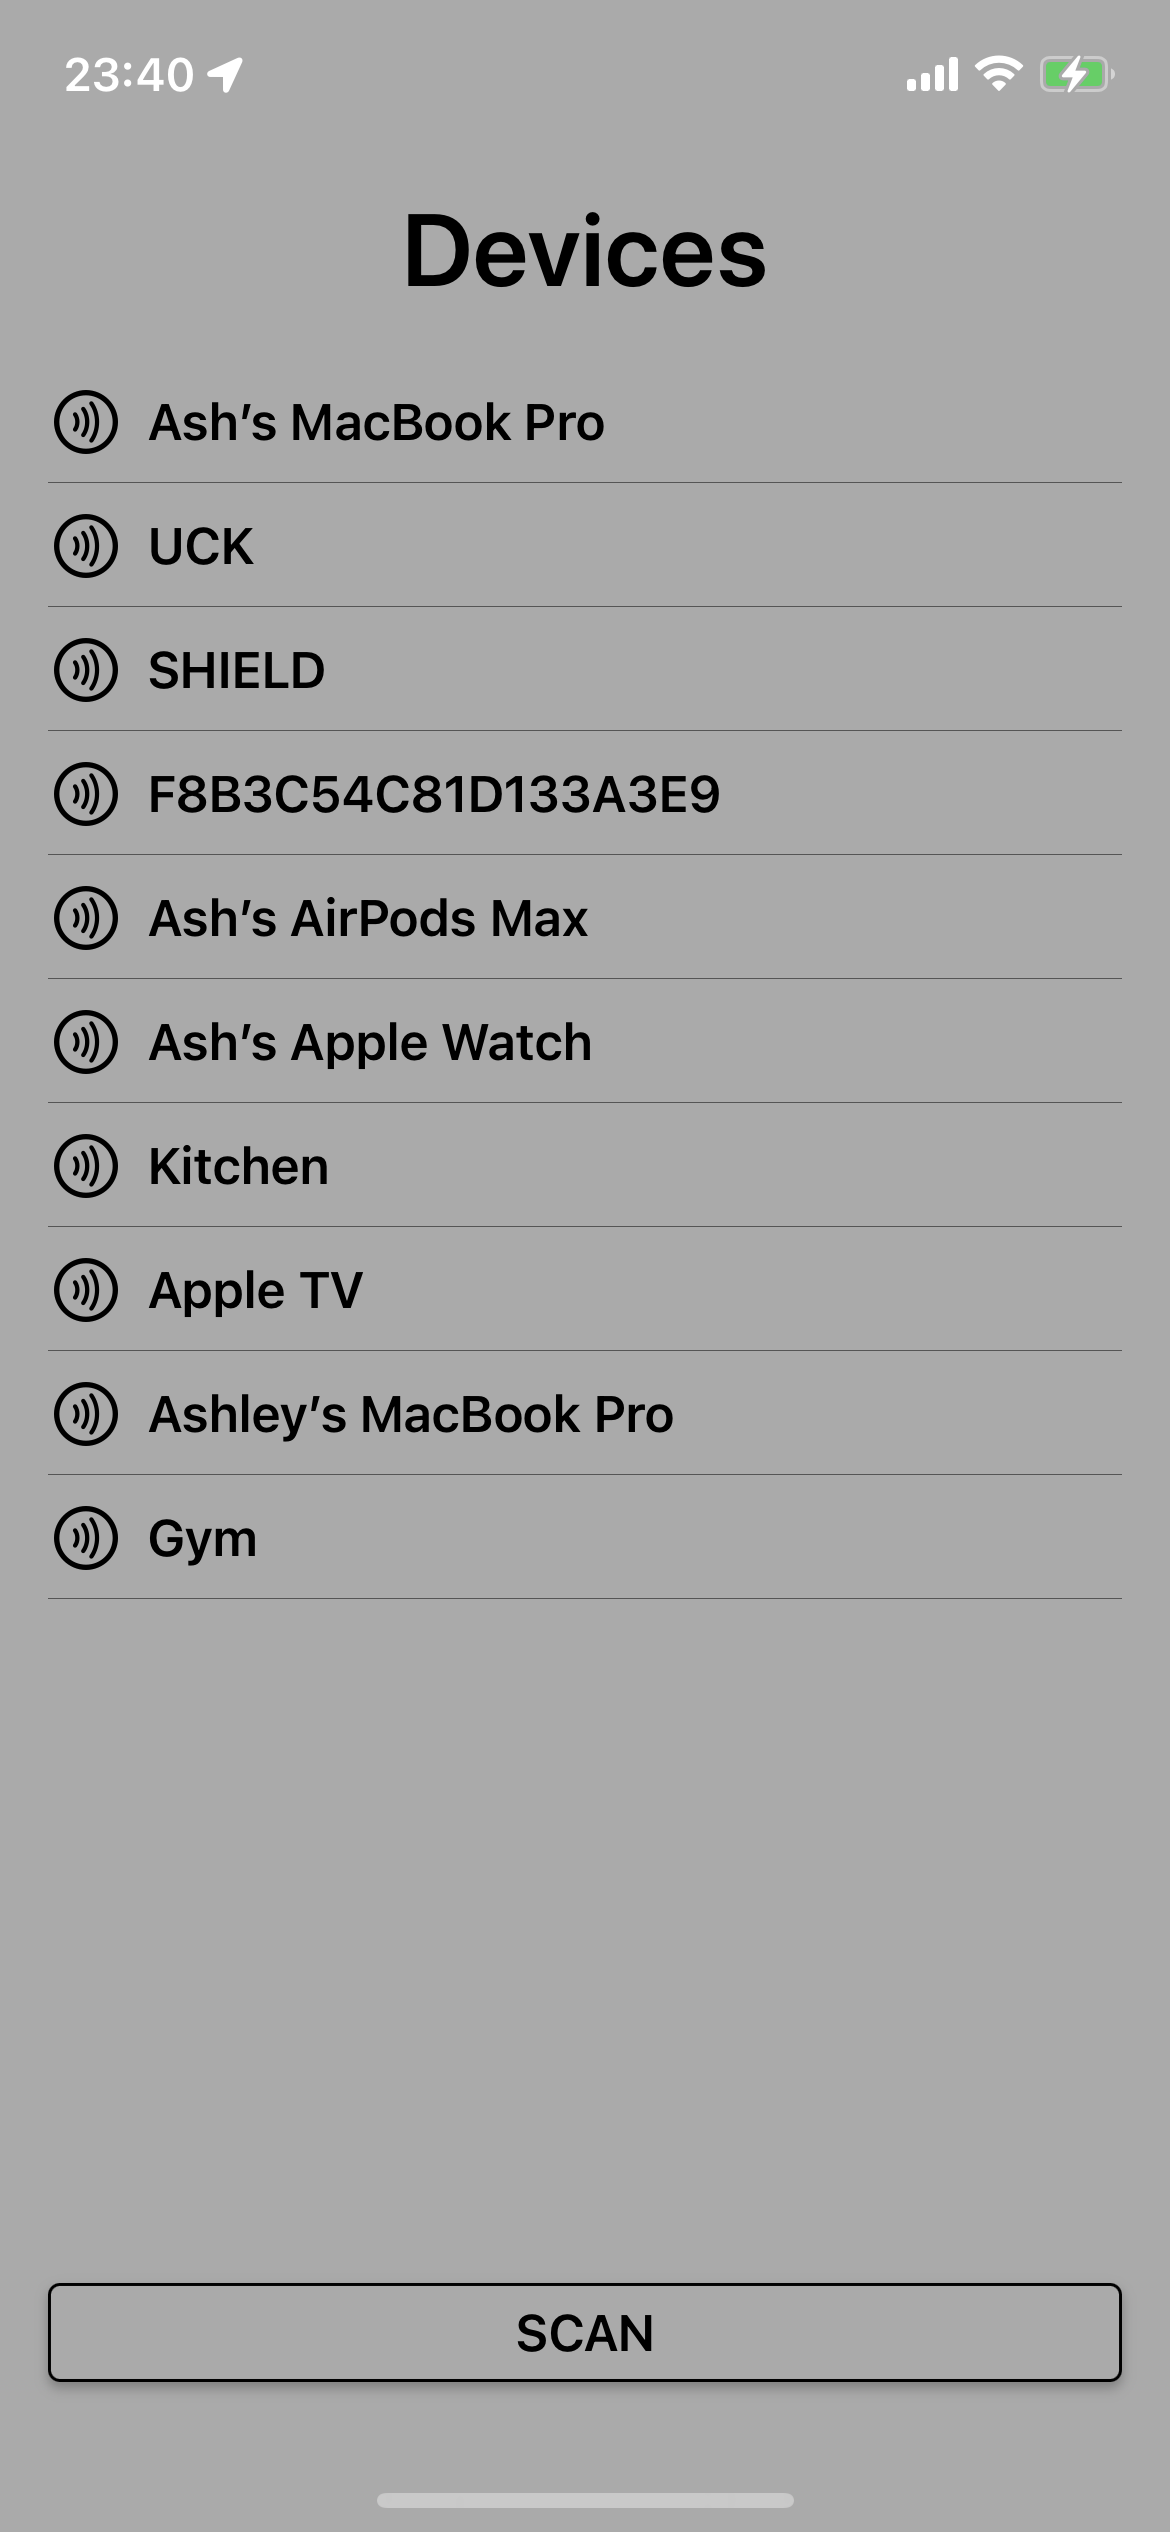 23:40
Devices
Ash’s MacBook Pro
UCK
SHIELD
F8B3C54C81D133A3E9
Ash’s AirPods Max
Ash’s Apple Watch
Kitchen
Apple TV
Ashley’s MacBook Pro
Gym
SCAN